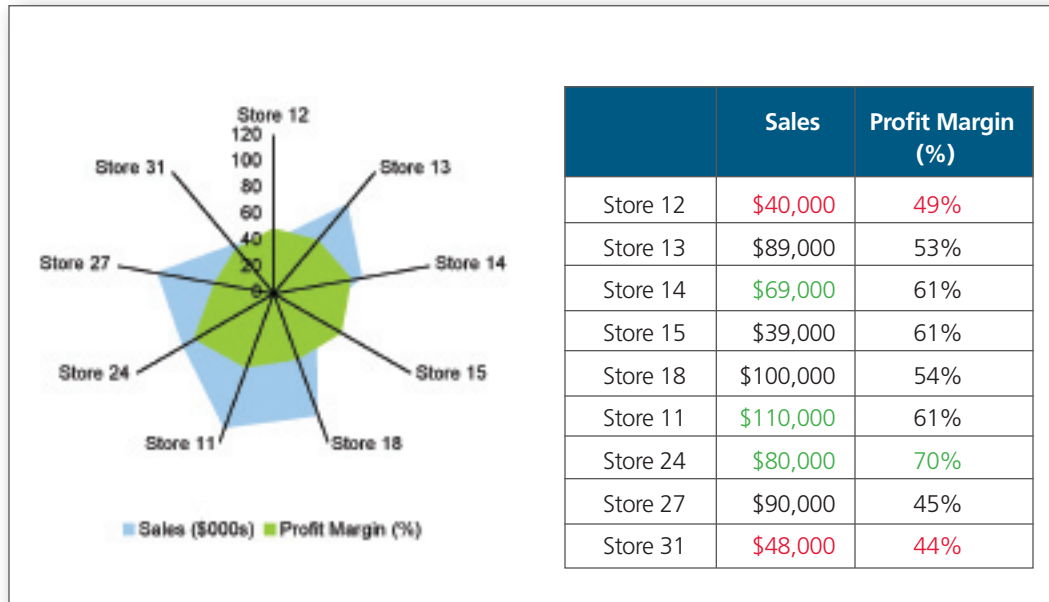 Store 12
120
100
80
60
40
20
0
Store 13
Store 14
Store 15
Store 18
Store 11
Store 24
Store 27
Store 31
Sales ($000s) Profit Margin (%)
Sales Profit Margin
(%)
Store 12 $40,000 49%
Store 13 $89,000 53%
Store 14 $69,000 61%
Store 15 $39,000 61%
Store 18 $100,000 54%
Store 11 $110,000 61%
Store 24 $80,000 70%
Store 27 $90,000 45%
Store 31 $48,000 44%